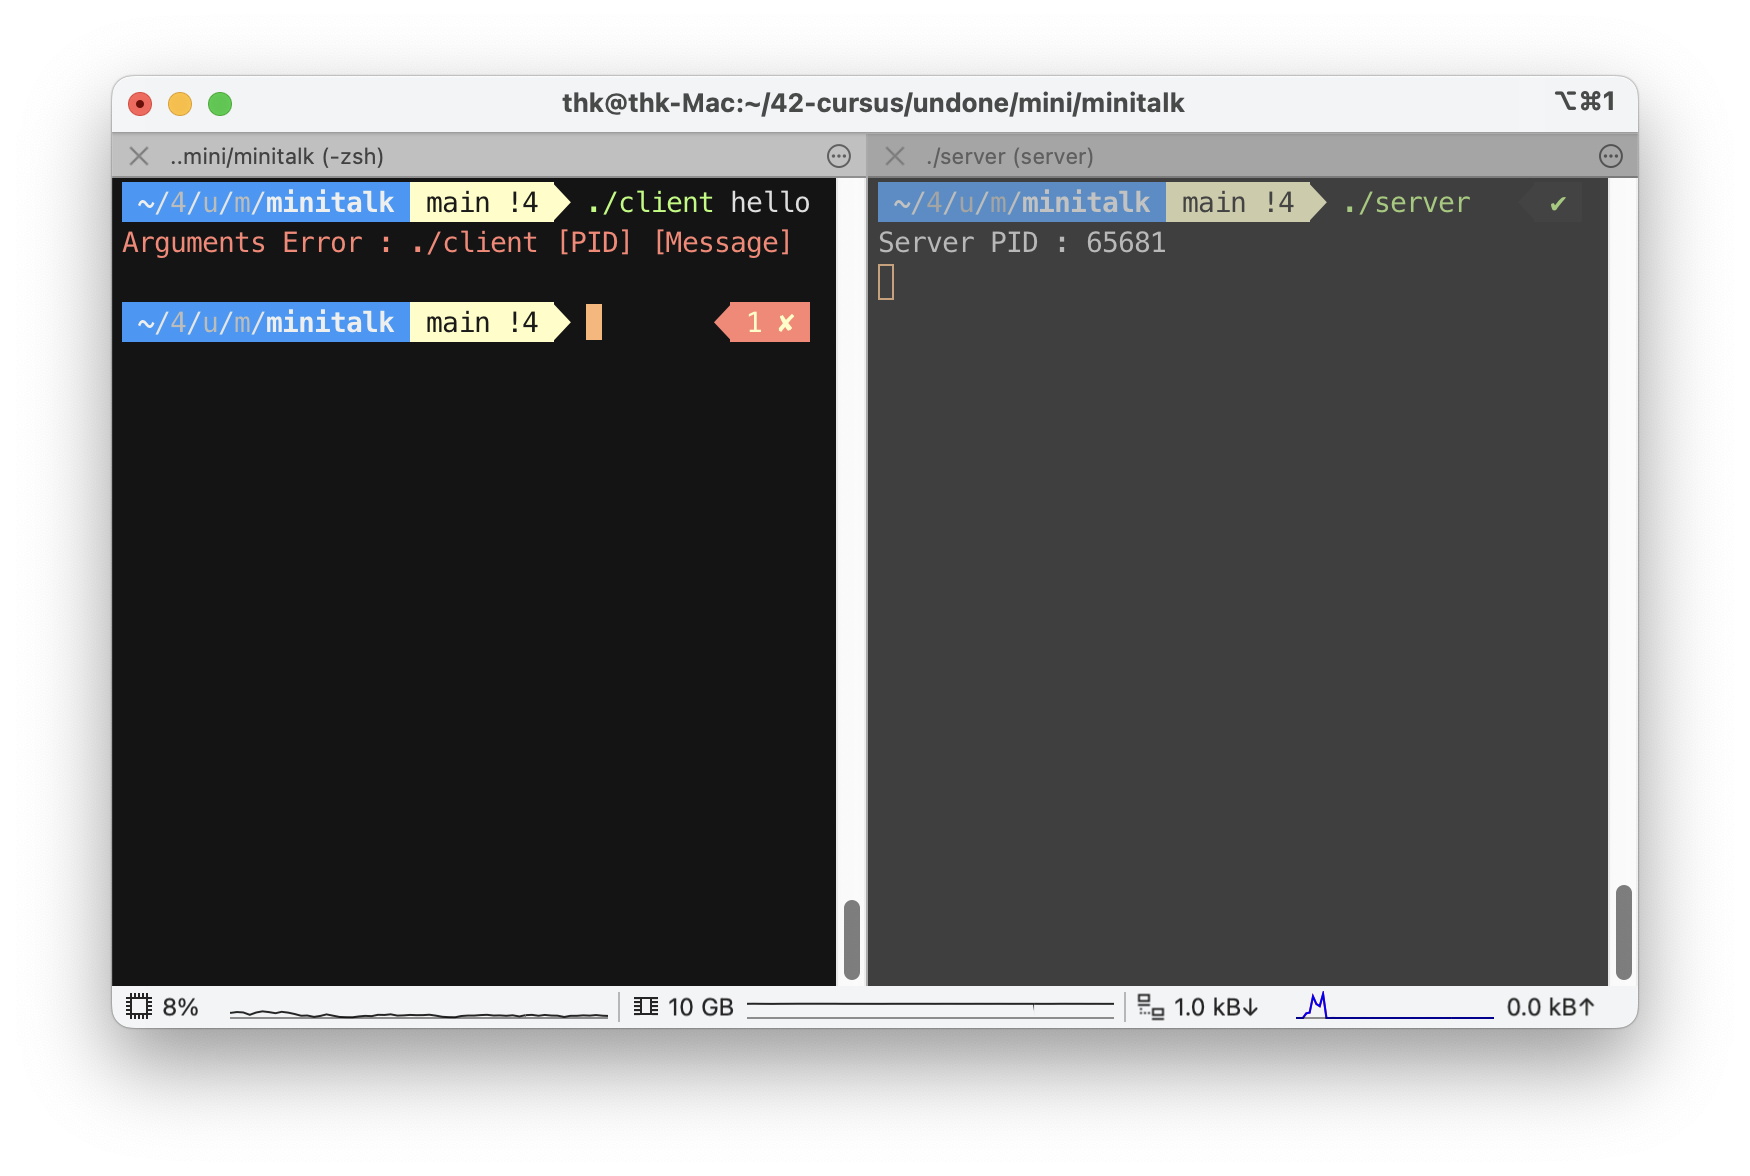 thk@thk-Mac:~/42-cursus/undone/mini/minitalk ⌥⌘1
..mini/minitalk (-zsh)
~/4/u/m/minitalk main !4 ./client hello
Arguments Error : ./client [PID] [Message]
~/4/u/m/minitalk main !4 1 ✘
./server (server)
~/4/u/m/minitalk main !4 ./server ✔
Server PID : 65681
8% 10 GB 1.0 kB↓ 0.0 kB↑